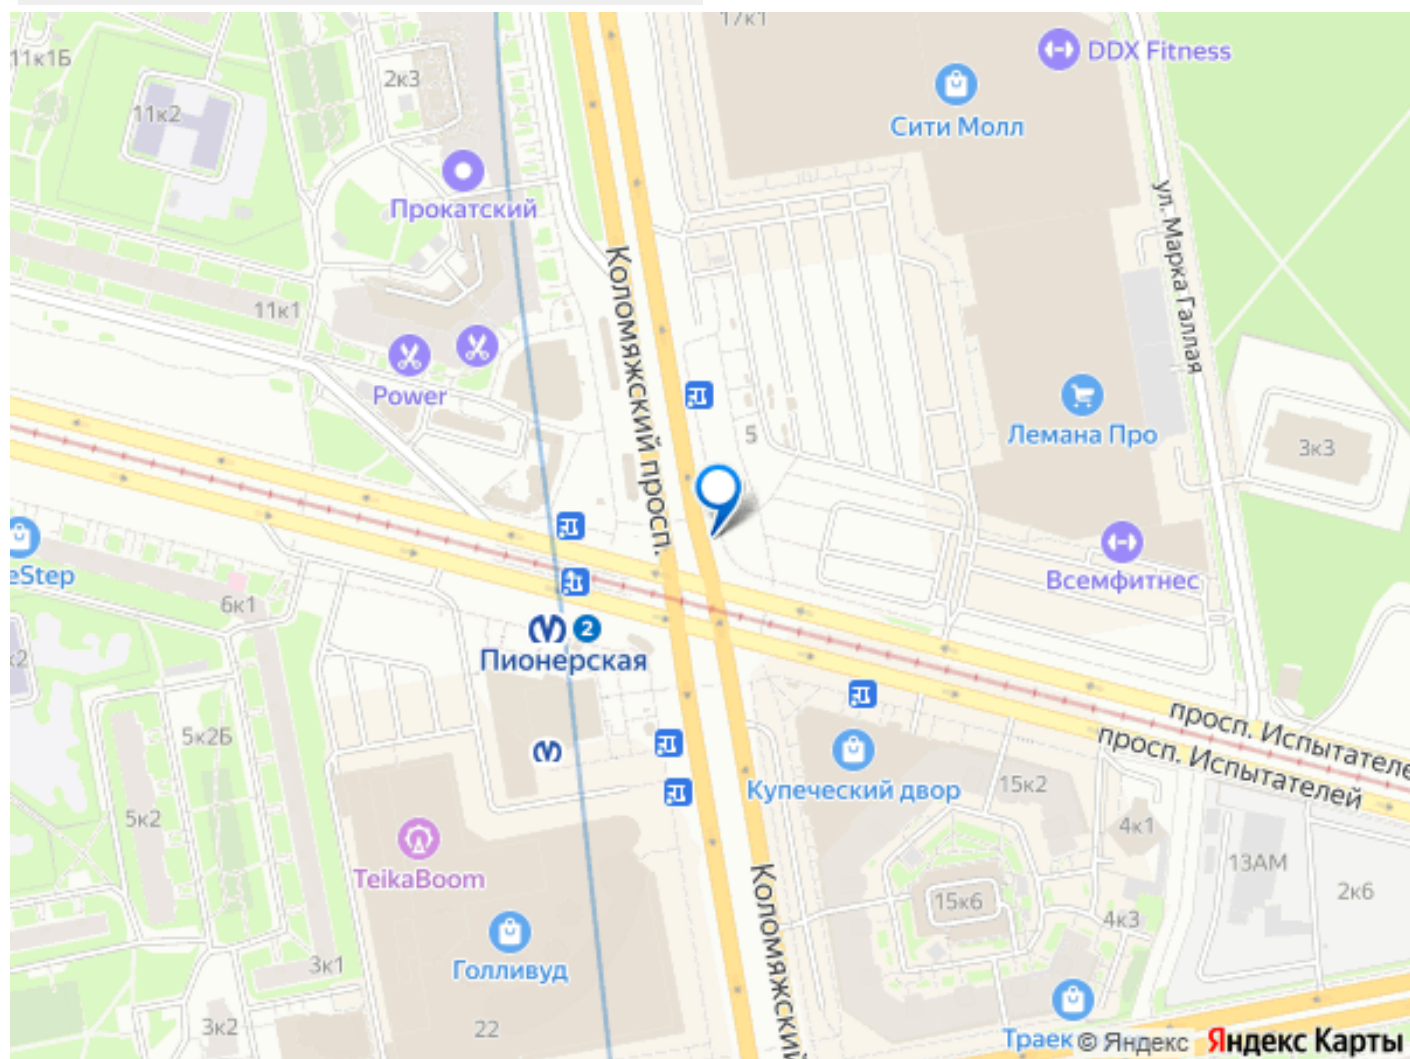 17к1
DDX Fitness
11к1Б
2к3
11к2
Сити Молл
Прокатский
ул. Марка Галлая
Коломяжский просп.
11к1
Power
5
Лемана Про
3к3
eStep
Всемфитнес
6к1
2
Пионерская
к2
просп. Испытателе
просп. Испытателей
5к2Б
Купеческий двор
15к2
5к2
4к1
TeikaBoom
13АМ
2к6
Коломяжский
15к6
4к3
Голливуд
3к1
3к2
22
Траек
© Яндекс Яндекс Карты